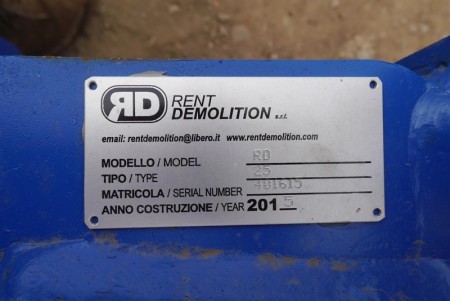 RD RENT
DEMOLITION s.r.l.
email: rentdemolition@libero.it www.rentdemolition.com
MODELLO / MODEL RD
TIPO / TYPE 25
MATRICOLA / SERIAL NUMBER 401615
ANNO COSTRUZIONE / YEAR 2015